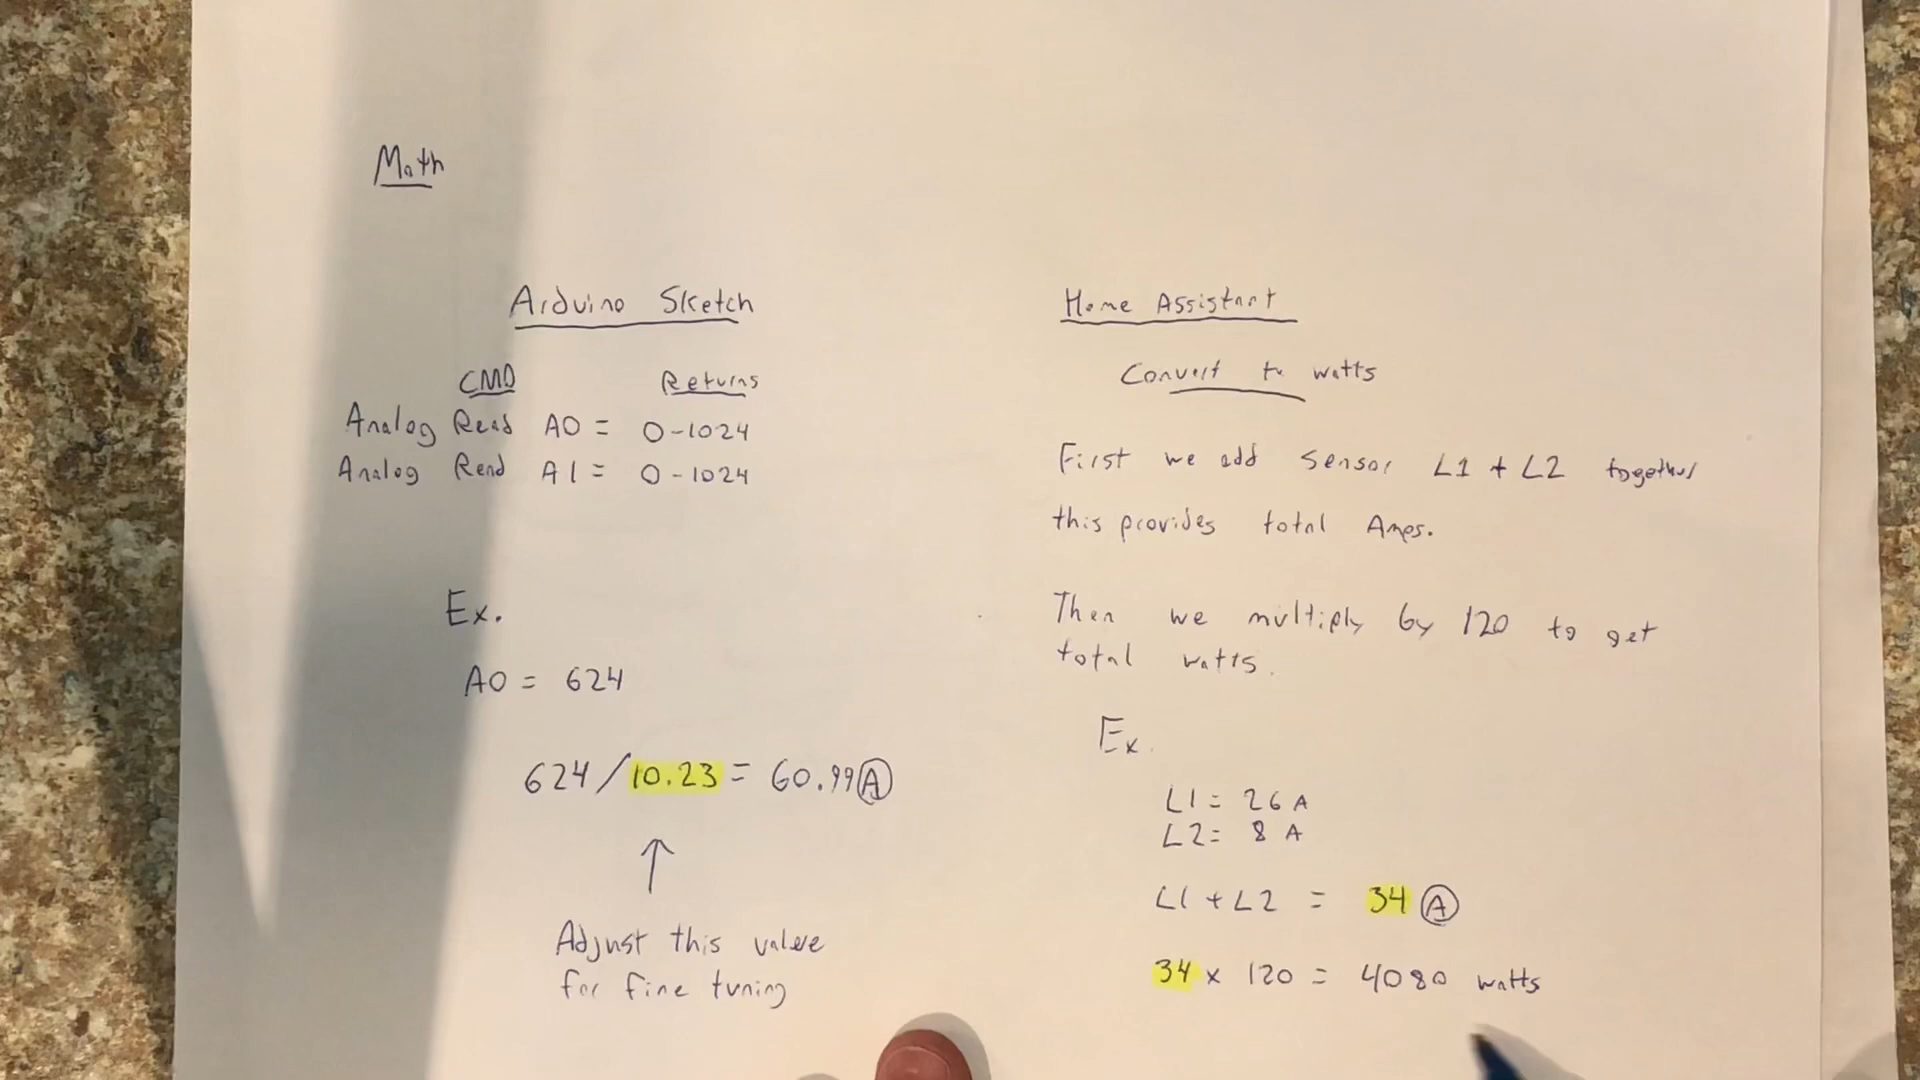 Math
Arduino Sketch
CMD Returns
Analog Read A0 = 0-1024
Analog Read A1 = 0-1024
Ex.
A0 = 624
624 / 10.23 = 60.99 A
Adjust this value
for fine tuning
Home Assistant
Convert to watts
First we add sensor L1 + L2 together
this provides total Amps.
Then we multiply by 120 to get
total watts.
Ex.
L1 = 26 A
L2 = 8 A
L1 + L2 = 34 A
34 x 120 = 4080 watts